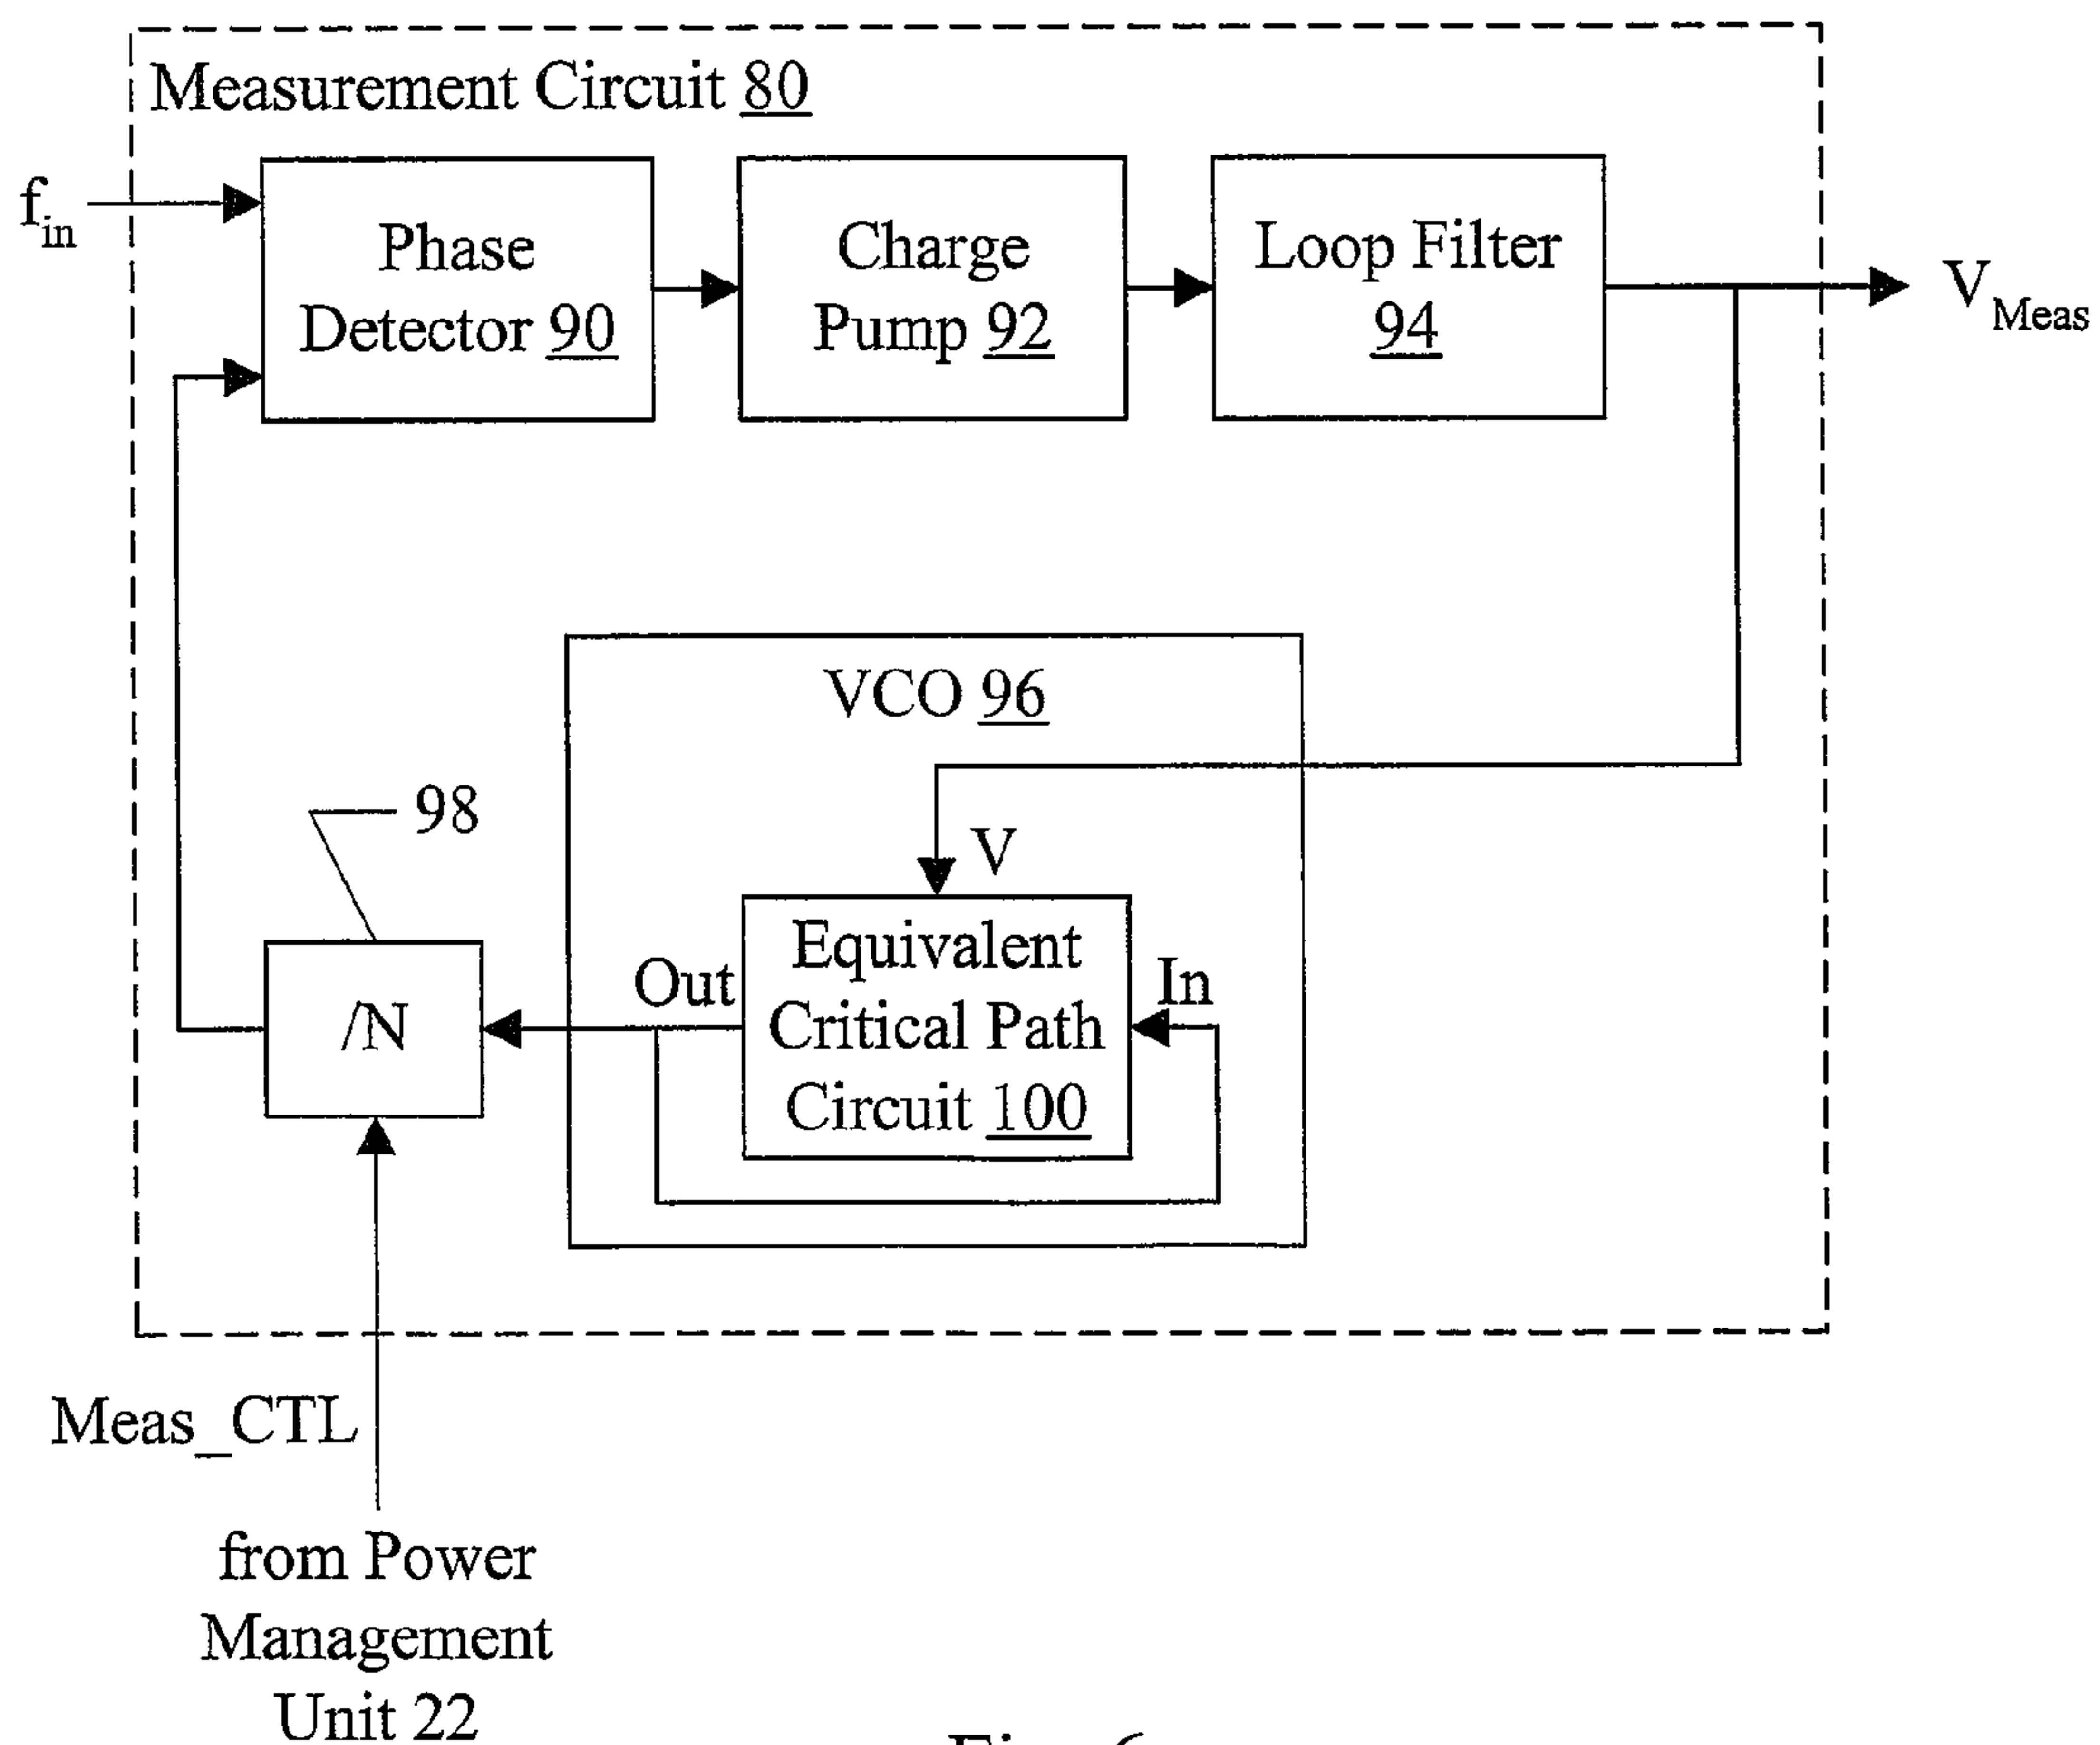 Measurement Circuit 80
f_in
Phase
Detector 90
Charge
Pump 92
Loop Filter
94
V_Meas
VCO 96
98
V
Equivalent
Critical Path
Circuit 100
Out
In
/N
Meas_CTL
from Power
Management
Unit 22